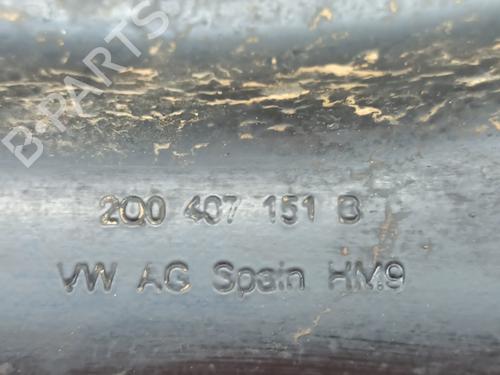 B-PARTS
2Q0 407 151 B
VW AG Spain HM9